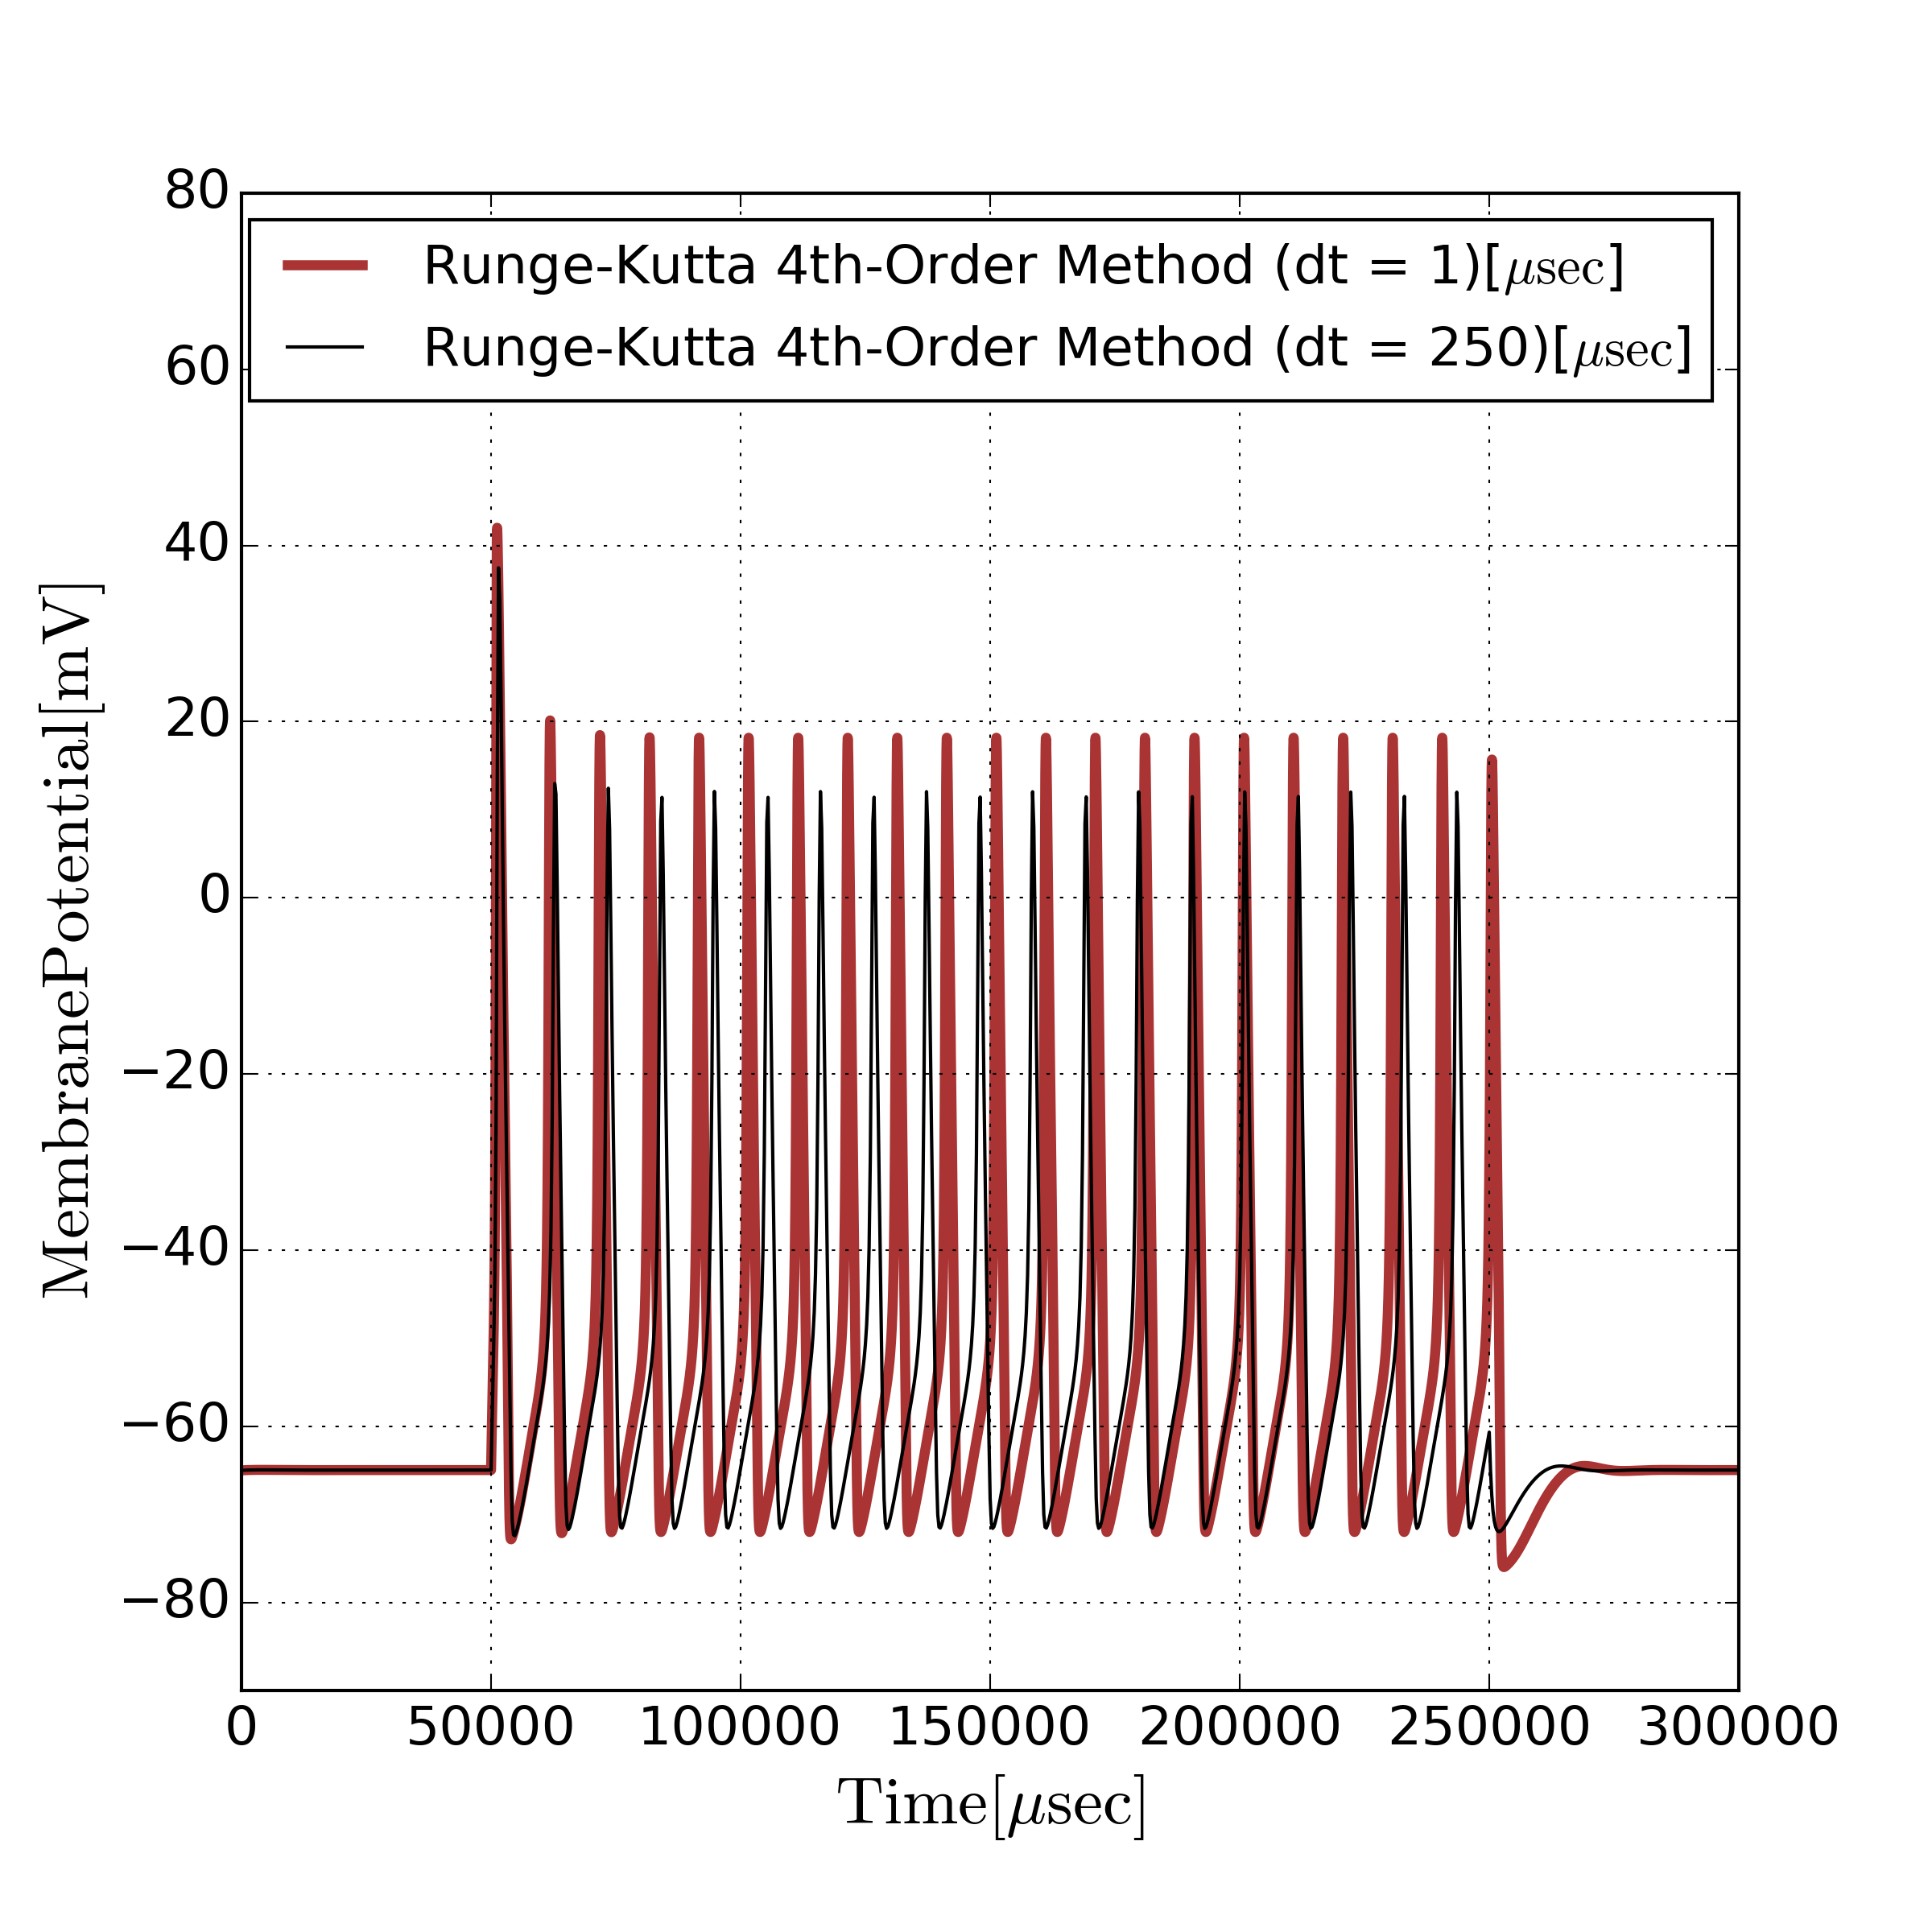 80
Runge-Kutta 4th-Order Method (dt = 1)[μsec]
Runge-Kutta 4th-Order Method (dt = 250)[μsec]
60
40
20
0
−20
−40
−60
−80
MembranePotential[mV]
0 50000 100000 150000 200000 250000 300000
Time[μsec]